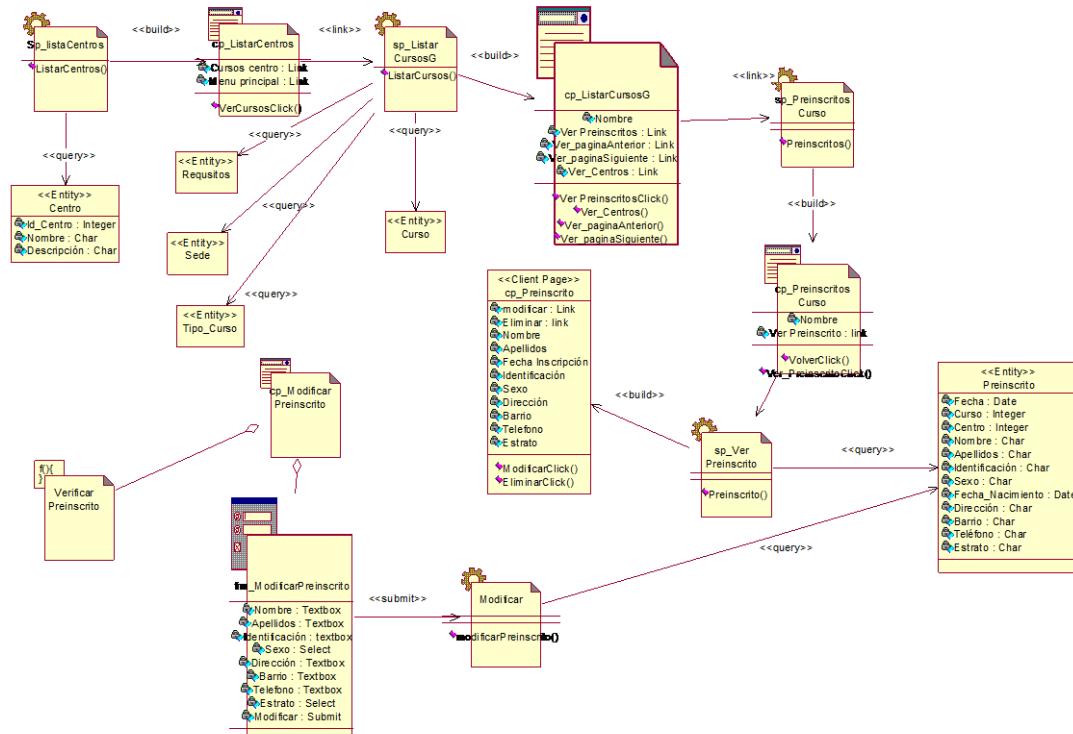 Sp_listaCentros
ListarCentros()
<<build>>
cp_ListarCentros
Cursos centro : Link
Menu principal : Link
VerCursosClick()
<<link>>
sp_Listar
CursosG
ListarCursos()
<<build>>
cp_ListarCursosG
Nombre
Ver Preinscritos : Link
Ver_paginaAnterior : Link
Ver_paginaSiguiente : Link
Ver_Centros : Link
Ver PreinscritosClick()
Ver_Centros()
Ver_paginaAnterior()
Ver_paginaSiguiente()
<<link>>
sp_Preinscritos
Curso
Preinscritos()
<<query>>
<<Entity>>
Centro
Id_Centro : Integer
Nombre : Char
Descripción : Char
<<query>>
<<Entity>>
Requsitos
<<query>>
<<Entity>>
Sede
<<query>>
<<Entity>>
Tipo_Curso
<<query>>
<<Entity>>
Curso
<<build>>
cp_Preinscritos
Curso
Nombre
Ver Preinscrito : link
VolverClick()
Ver_PreinscritoClick()
<<Client Page>>
cp_Preinscrito
modificar : Link
Eliminar : link
Nombre
Apellidos
Fecha Inscripción
Identificación
Sexo
Dirección
Barrio
Telefono
Estrato
ModificarClick()
EliminarClick()
<<build>>
sp_Ver
Preinscrito
Preinscrito()
<<query>>
<<Entity>>
Preinscrito
Fecha : Date
Curso : Integer
Centro : Integer
Nombre : Char
Apellidos : Char
Identificación : Char
Sexo : Char
Fecha_Nacimiento : Date
Dirección : Char
Barrio : Char
Teléfono : Char
Estrato : Char
cp_Modificar
Preinscrito
f(){
}
Verificar
Preinscrito
frm_ModificarPreinscrito
Nombre : Textbox
Apellidos : Textbox
Identificación : textbox
Sexo : Select
Dirección : Textbox
Barrio : Textbox
Telefono : Textbox
Estrato : Select
Modificar : Submit
<<submit>>
Modificar
modificarPreinscrito()
<<query>>